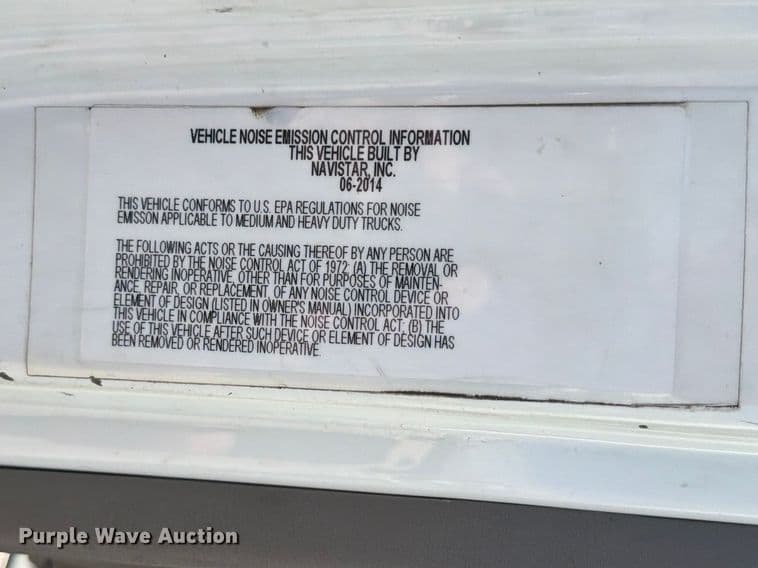 VEHICLE NOISE EMISSION CONTROL INFORMATION
THIS VEHICLE BUILT BY
NAVISTAR, INC.
06-2014
THIS VEHICLE CONFORMS TO U.S. EPA REGULATIONS FOR NOISE
EMISSON APPLICABLE TO MEDIUM AND HEAVY DUTY TRUCKS.
THE FOLLOWING ACTS OR THE CAUSING THEREOF BY ANY PERSON ARE
PROHIBITED BY THE NOISE CONTROL ACT OF 1972: (A) THE REMOVAL OR
RENDERING INOPERATIVE, OTHER THAN FOR PURPOSES OF MAINTEN-
ANCE, REPAIR, OR REPLACEMENT, OF ANY NOISE CONTROL DEVICE OR
ELEMENT OF DESIGN (LISTED IN OWNER'S MANUAL) INCORPORATED INTO
THIS VEHICLE IN COMPLIANCE WITH THE NOISE CONTROL ACT: (B) THE
USE OF THIS VEHICLE AFTER SUCH DEVICE OR ELEMENT OF DESIGN HAS
BEEN REMOVED OR RENDERED INOPERATIVE.
Purple Wave Auction